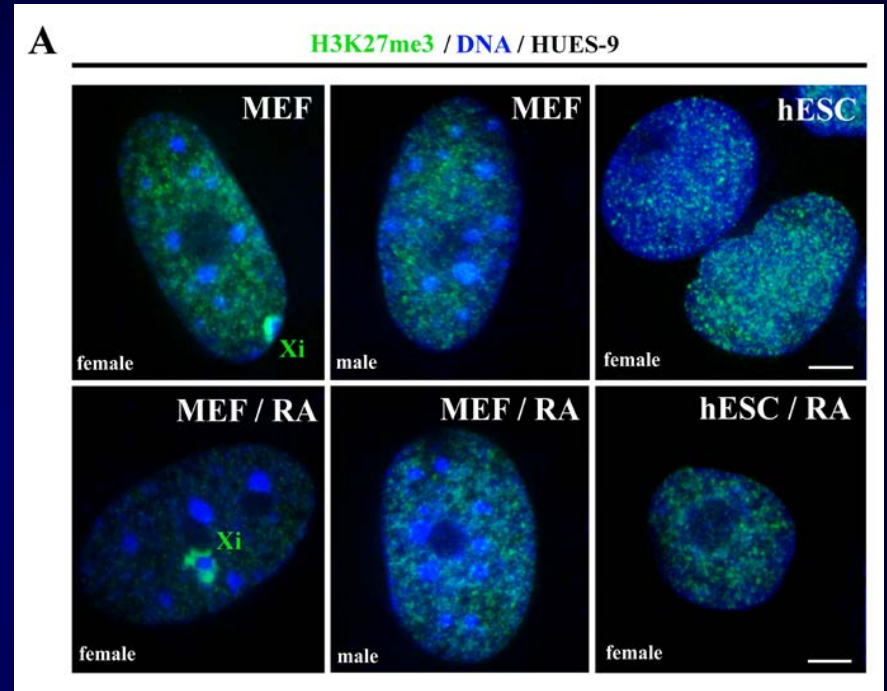 A
H3K27me3 / DNA / HUES-9
MEF
Xi
female
MEF
male
hESC
female
MEF / RA
Xi
female
MEF / RA
male
hESC / RA
female